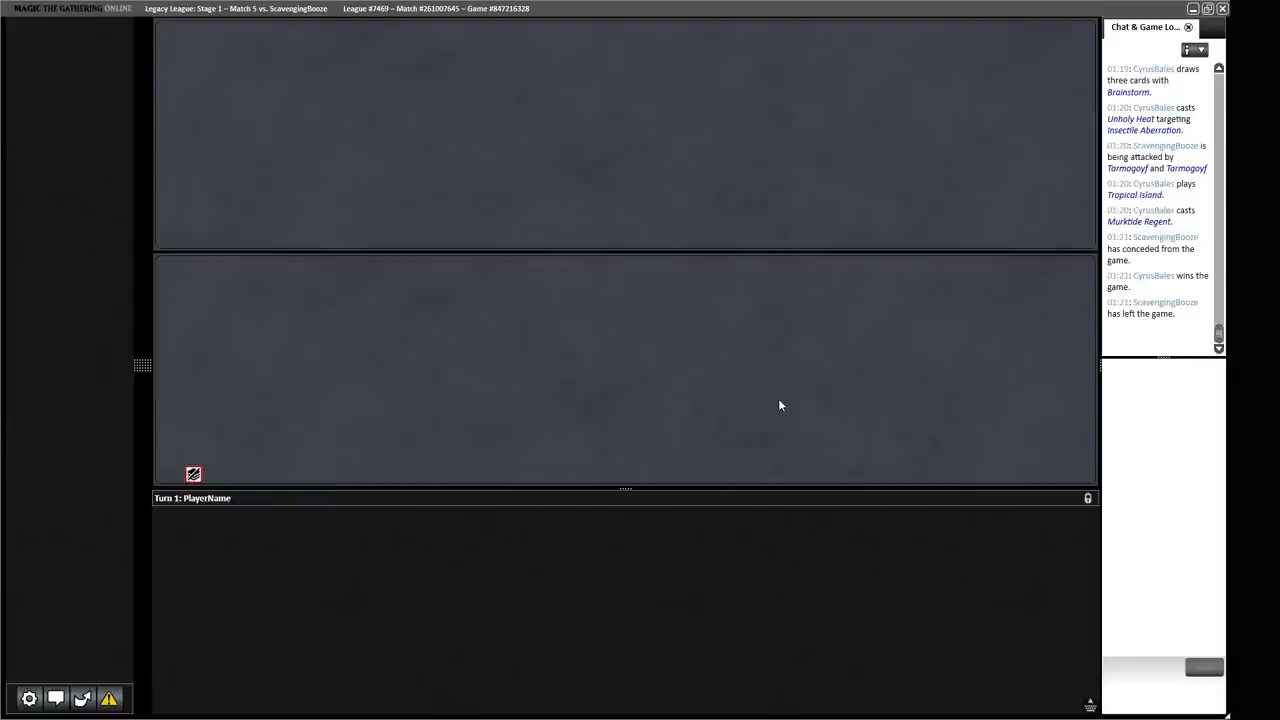 MAGIC THE GATHERING ONLINE Legacy League: Stage 1 – Match 5 vs. ScavengingBooze League #7469 – Match #261007645 – Game #847216328
Chat & Game Lo...
01:19: CyrusBales draws
three cards with
Brainstorm.
01:20: CyrusBales casts
Unholy Heat targeting
Insectile Aberration.
01:20: ScavengingBooze is
being attacked by
Tarmogoyf and Tarmogoyf
01:20: CyrusBales plays
Tropical Island.
01:20: CyrusBales casts
Murktide Regent.
01:21: ScavengingBooze
has conceded from the
game.
01:21: CyrusBales wins the
game.
01:21: ScavengingBooze
has left the game.
Turn 1: PlayerName